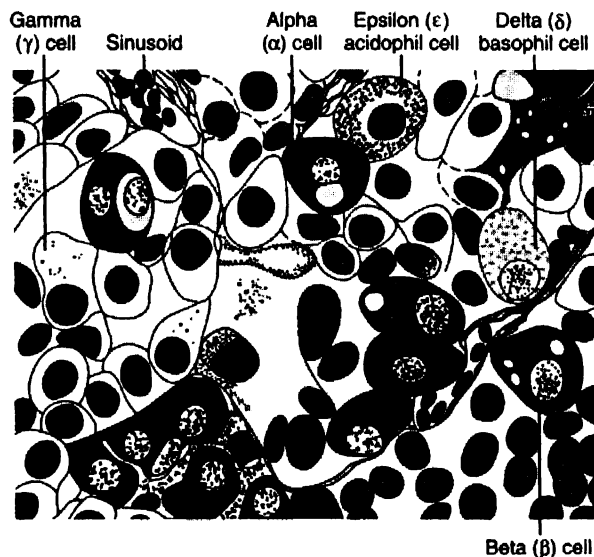 Gamma
(γ) cell
Sinusoid
Alpha
(α) cell
Epsilon (ε)
acidophil cell
Delta (δ)
basophil cell
Beta (β) cell